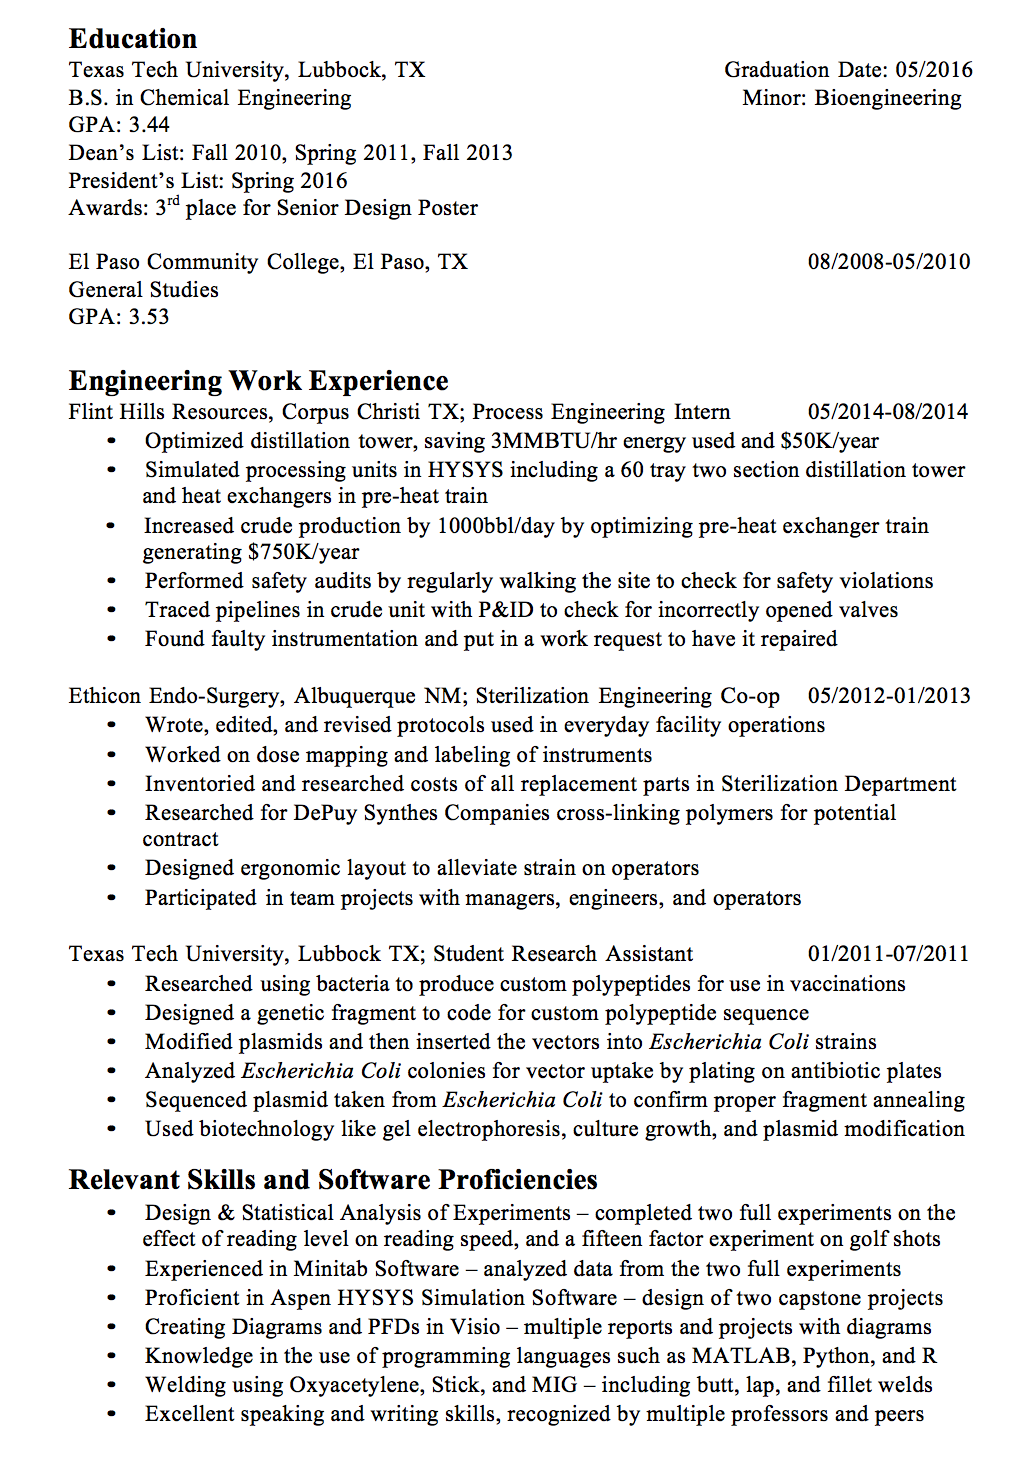 Education
Texas Tech University, Lubbock, TX Graduation Date: 05/2016
B.S. in Chemical Engineering Minor: Bioengineering
GPA: 3.44
Dean's List: Fall 2010, Spring 2011, Fall 2013
President's List: Spring 2016
Awards: 3rd place for Senior Design Poster
El Paso Community College, El Paso, TX 08/2008-05/2010
General Studies
GPA: 3.53
Engineering Work Experience
Flint Hills Resources, Corpus Christi TX; Process Engineering Intern 05/2014-08/2014
• Optimized distillation tower, saving 3MMBTU/hr energy used and $50K/year
• Simulated processing units in HYSYS including a 60 tray two section distillation tower
and heat exchangers in pre-heat train
• Increased crude production by 1000bbl/day by optimizing pre-heat exchanger train
generating $750K/year
• Performed safety audits by regularly walking the site to check for safety violations
• Traced pipelines in crude unit with P&ID to check for incorrectly opened valves
• Found faulty instrumentation and put in a work request to have it repaired
Ethicon Endo-Surgery, Albuquerque NM; Sterilization Engineering Co-op 05/2012-01/2013
• Wrote, edited, and revised protocols used in everyday facility operations
• Worked on dose mapping and labeling of instruments
• Inventoried and researched costs of all replacement parts in Sterilization Department
• Researched for DePuy Synthes Companies cross-linking polymers for potential
contract
• Designed ergonomic layout to alleviate strain on operators
• Participated in team projects with managers, engineers, and operators
Texas Tech University, Lubbock TX; Student Research Assistant 01/2011-07/2011
• Researched using bacteria to produce custom polypeptides for use in vaccinations
• Designed a genetic fragment to code for custom polypeptide sequence
• Modified plasmids and then inserted the vectors into Escherichia Coli strains
• Analyzed Escherichia Coli colonies for vector uptake by plating on antibiotic plates
• Sequenced plasmid taken from Escherichia Coli to confirm proper fragment annealing
• Used biotechnology like gel electrophoresis, culture growth, and plasmid modification
Relevant Skills and Software Proficiencies
• Design & Statistical Analysis of Experiments – completed two full experiments on the
effect of reading level on reading speed, and a fifteen factor experiment on golf shots
• Experienced in Minitab Software – analyzed data from the two full experiments
• Proficient in Aspen HYSYS Simulation Software – design of two capstone projects
• Creating Diagrams and PFDs in Visio – multiple reports and projects with diagrams
• Knowledge in the use of programming languages such as MATLAB, Python, and R
• Welding using Oxyacetylene, Stick, and MIG – including butt, lap, and fillet welds
• Excellent speaking and writing skills, recognized by multiple professors and peers